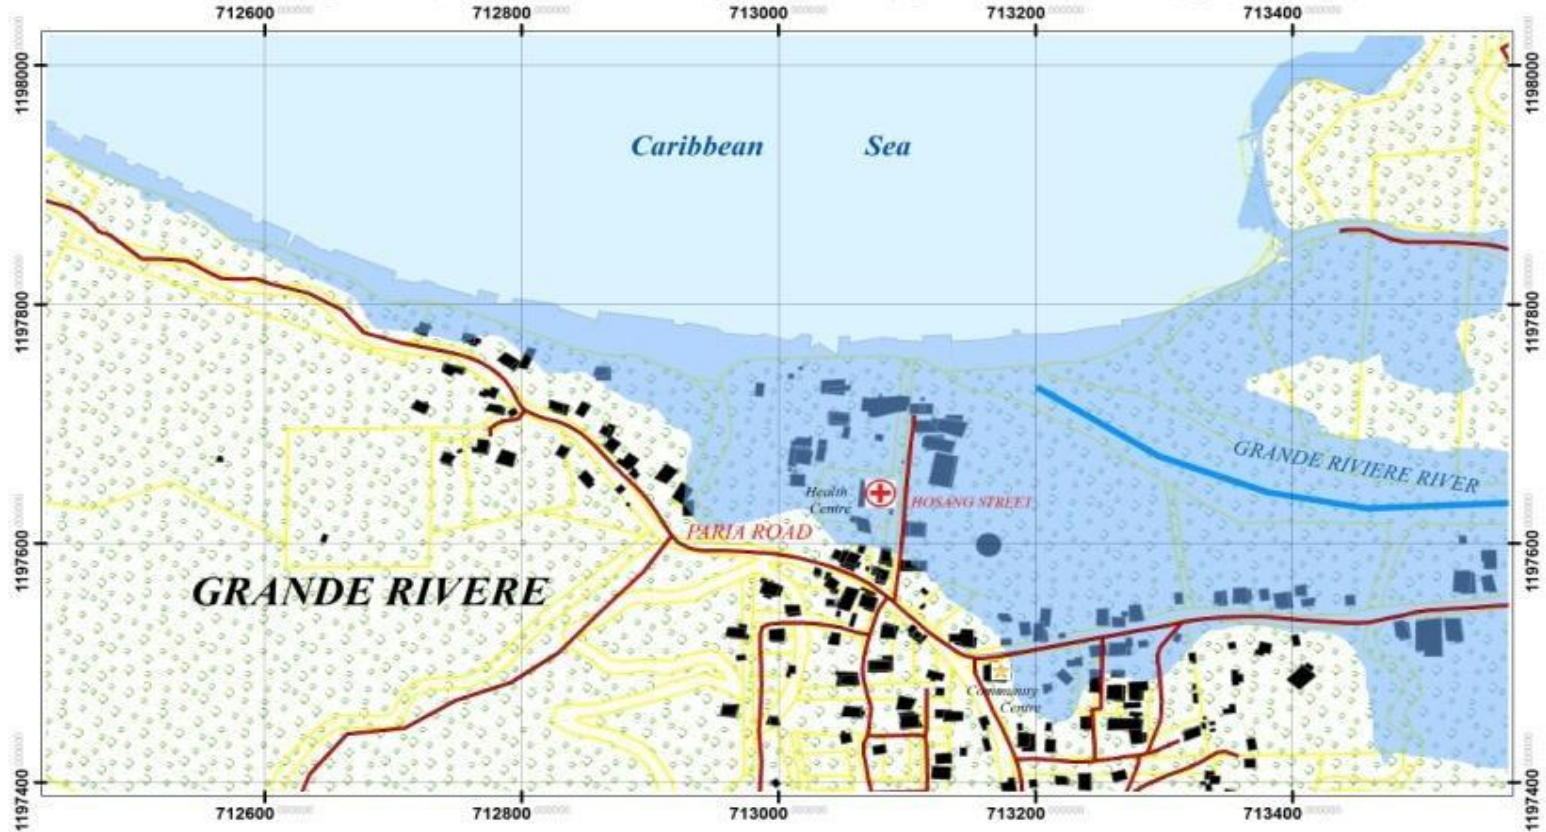 712600 712800 713000 713200 713400
1198000 1198000
Caribbean Sea
1197800 1197800
GRANDE RIVIERE RIVER
Health
Centre
HOSANG STREET
PARIA ROAD
1197600 1197600
GRANDE RIVERE
Community
Centre
1197400 1197400
712600 712800 713000 713200 713400